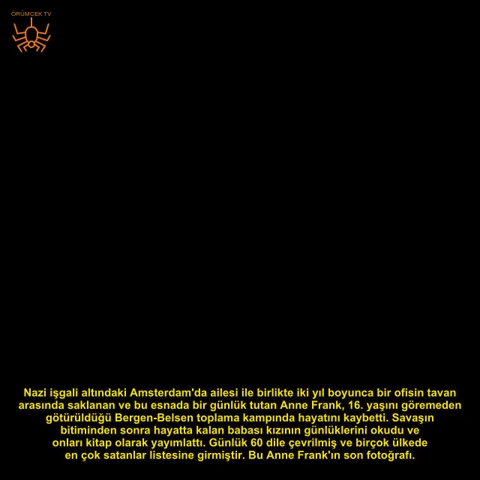 ÖRÜMCEK TV
Nazi işgali altındaki Amsterdam'da ailesi ile birlikte iki yıl boyunca bir ofisin tavan
arasında saklanan ve bu esnada bir günlük tutan Anne Frank, 16. yaşını göremeden
götürüldüğü Bergen-Belsen toplama kampında hayatını kaybetti. Savaşın
bitiminden sonra hayatta kalan babası kızının günlüklerini okudu ve
onları kitap olarak yayımlattı. Günlük 60 dile çevrilmiş ve birçok ülkede
en çok satanlar listesine girmiştir. Bu Anne Frank'ın son fotoğrafı.